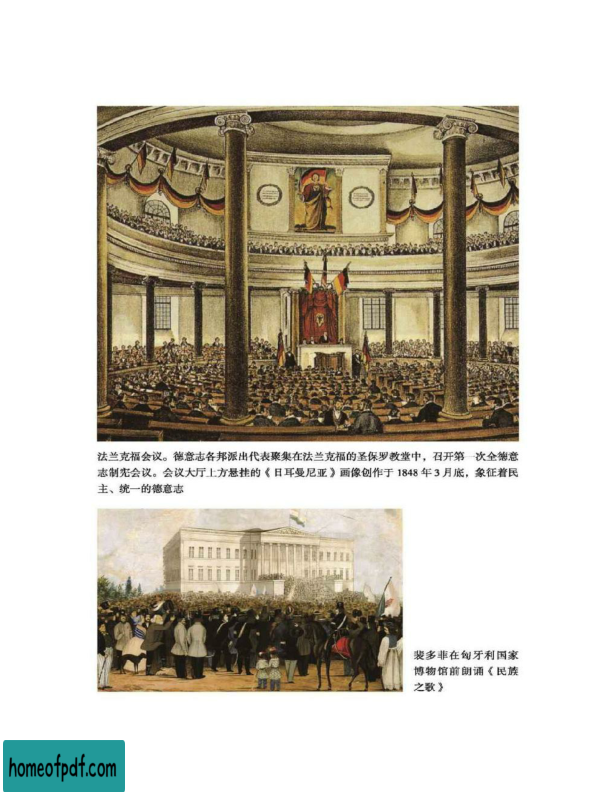 法兰克福会议。德意志各邦派出代表聚集在法兰克福的圣保罗教堂中，召开第一次全德意
志制宪会议。会议大厅上方悬挂的《日耳曼尼亚》画像创作于 1848 年 3 月底，象征着民
主、统一的德意志
裴多菲在匈牙利国家
博物馆前朗诵《民族
之歌》
homeofpdf.com